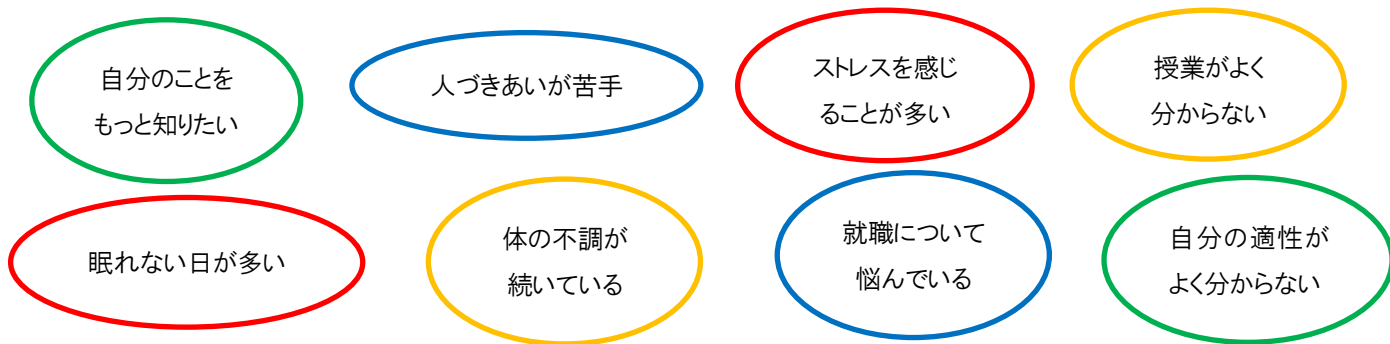 自分のことを
もっと知りたい
人づきあいが苦手
ストレスを感じ
ることが多い
授業がよく
分からない
眠れない日が多い
体の不調が
続いている
就職について
悩んでいる
自分の適性が
よく分からない